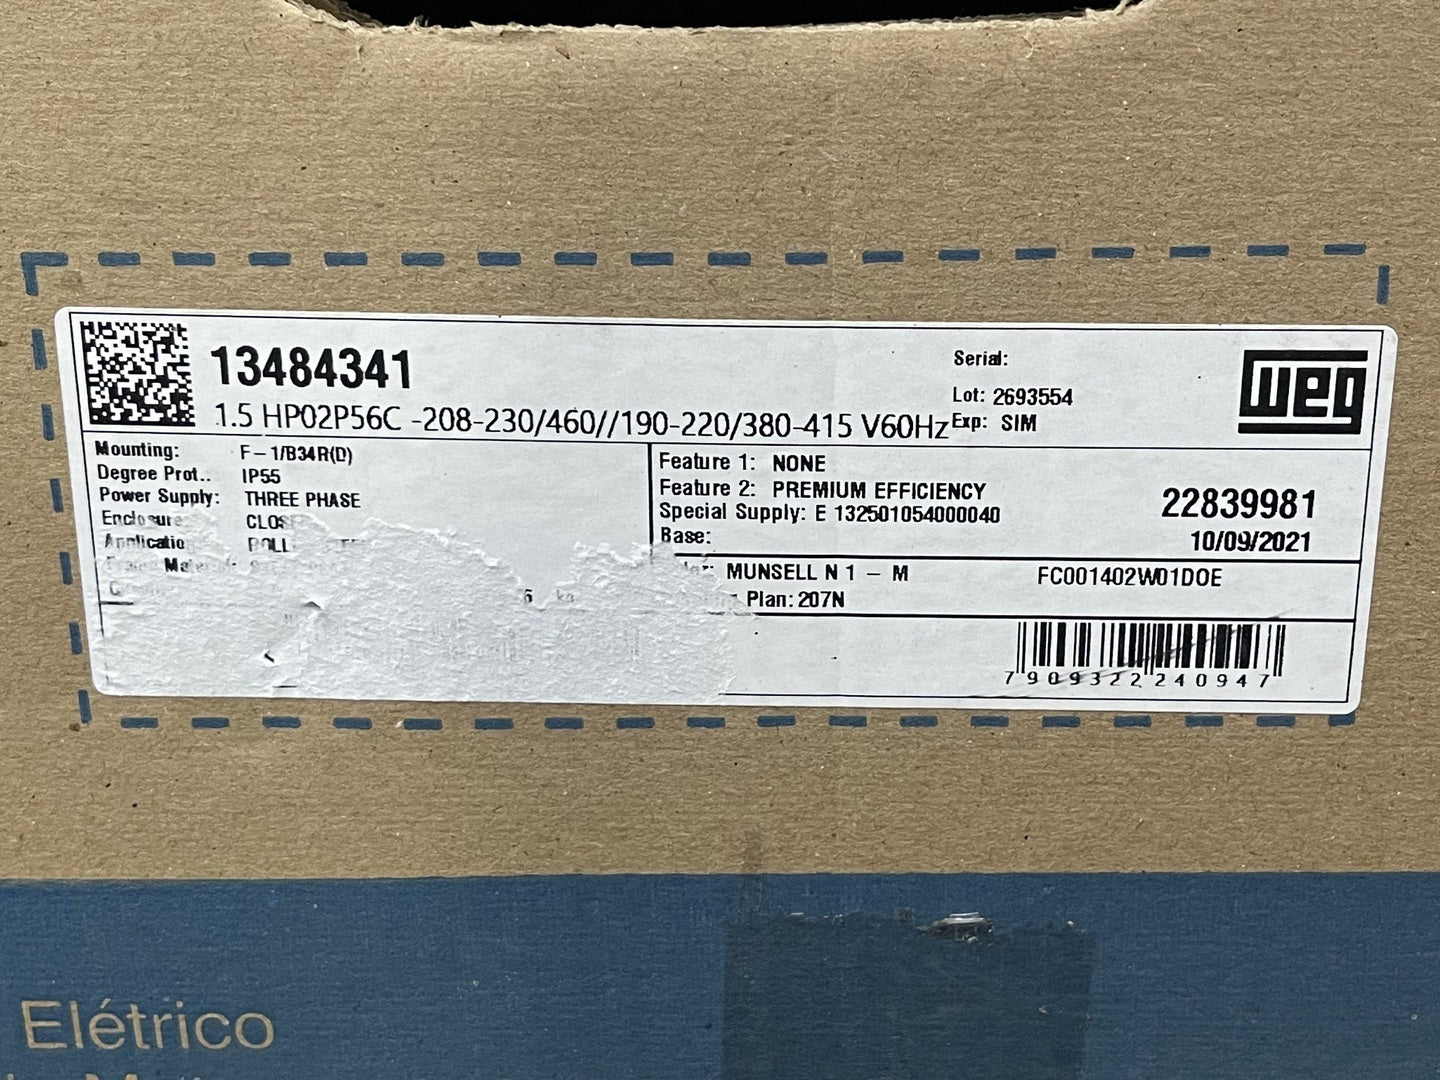 13484341
1.5 HP02P56C -208-230/460//190-220/380-415 V60Hz
Serial:
Lot: 2693554
Exp: SIM
weg
Mounting: F-1/B34R(D)
Degree Prot.: IP55
Power Supply: THREE PHASE
Enclosure
Feature 1: NONE
Feature 2: PREMIUM EFFICIENCY
Special Supply: E 132501054000040
Base:
22839981
10/09/2021
MUNSELL N 1 - M
FC001402W01DOE
Plan: 207N
7909322240947
Elétrico